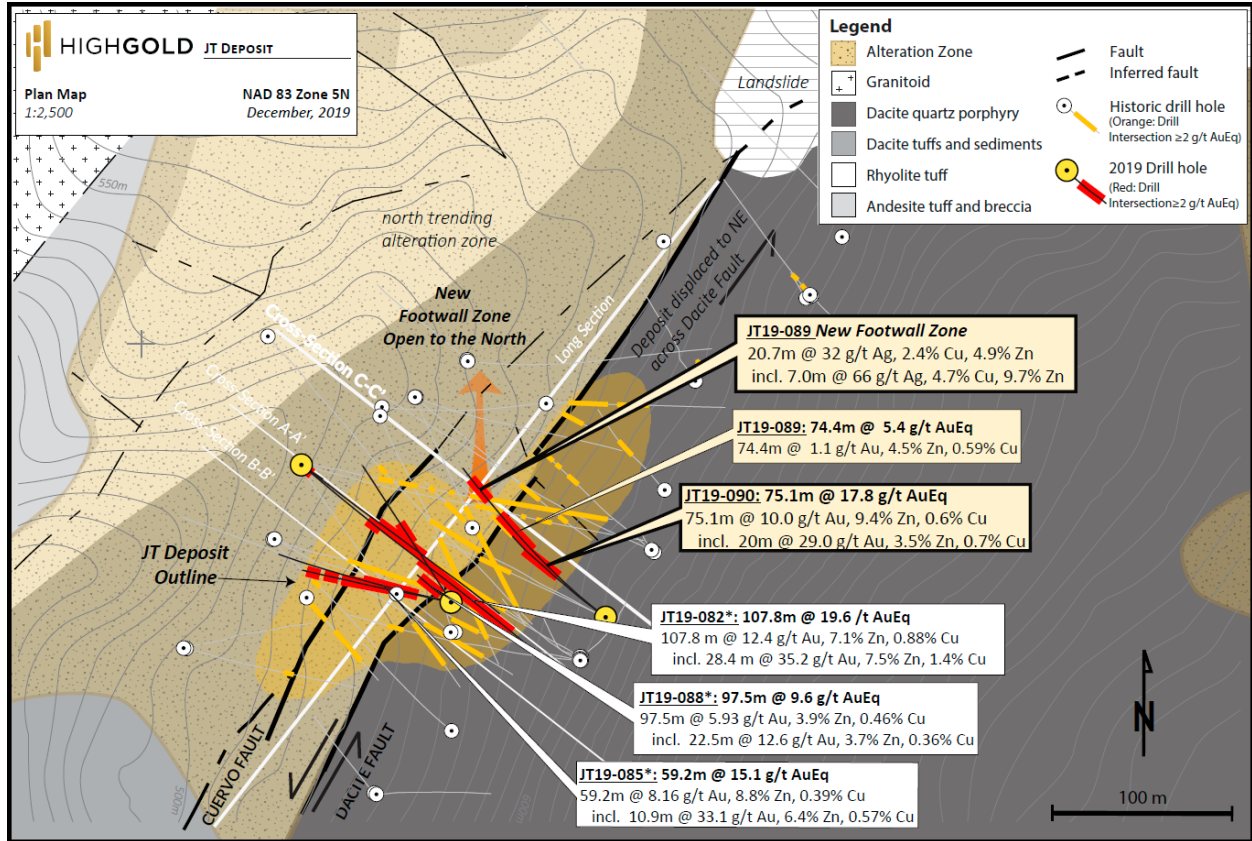 HIGHGOLD JT DEPOSIT
Plan Map
1:2,500
NAD 83 Zone 5N
December, 2019
Legend
Alteration Zone
Granitoid
Dacite quartz porphyry
Dacite tuffs and sediments
Rhyolite tuff
Andesite tuff and breccia
Fault
Inferred fault
Historic drill hole
(Orange: Drill
Intersection ≥2 g/t AuEq)
2019 Drill hole
(Red: Drill
Intersection≥2 g/t AuEq)
Landslide
550m
north trending
alteration zone
New
Footwall Zone
Open to the North
Long Section
Deposit displaced to NE
across Dacite Fault
Cross-Section C-C'
Cross-Section A-A'
Cross-Section B-B'
JT Deposit
Outline
JT19-089 New Footwall Zone
20.7m @ 32 g/t Ag, 2.4% Cu, 4.9% Zn
incl. 7.0m @ 66 g/t Ag, 4.7% Cu, 9.7% Zn
JT19-089: 74.4m @ 5.4 g/t AuEq
74.4m @ 1.1 g/t Au, 4.5% Zn, 0.59% Cu
JT19-090: 75.1m @ 17.8 g/t AuEq
75.1m @ 10.0 g/t Au, 9.4% Zn, 0.6% Cu
incl. 20m @ 29.0 g/t Au, 3.5% Zn, 0.7% Cu
JT19-082*: 107.8m @ 19.6 /t AuEq
107.8 m @ 12.4 g/t Au, 7.1% Zn, 0.88% Cu
incl. 28.4 m @ 35.2 g/t Au, 7.5% Zn, 1.4% Cu
JT19-088*: 97.5m @ 9.6 g/t AuEq
97.5m @ 5.93 g/t Au, 3.9% Zn, 0.46% Cu
incl. 22.5m @ 12.6 g/t Au, 3.7% Zn, 0.36% Cu
JT19-085*: 59.2m @ 15.1 g/t AuEq
59.2m @ 8.16 g/t Au, 8.8% Zn, 0.39% Cu
incl. 10.9m @ 33.1 g/t Au, 6.4% Zn, 0.57% Cu
CUERVO FAULT
DACITE FAULT
500m
600m
N
100 m